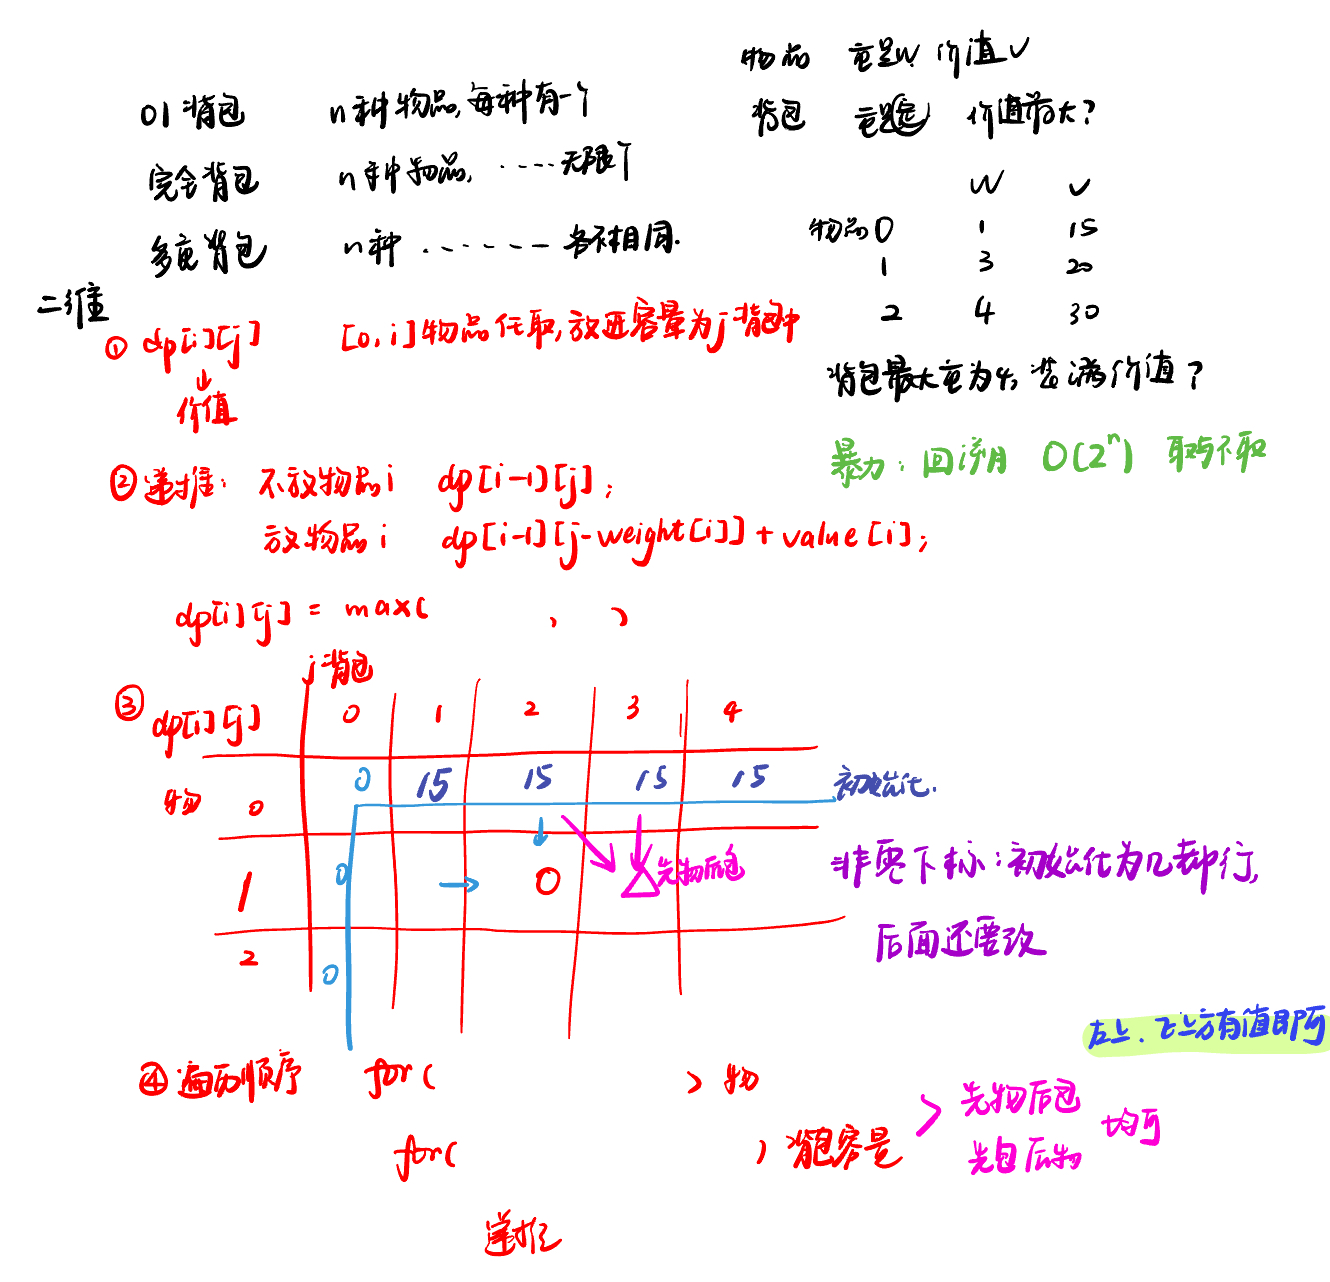 物品 重量W 价值V
01背包 n种物品,每种有一个
背包 重量 价值最大?
完全背包 n种物品, ……无限个
W V
物品0 1 15
多重背包 n种 ……… 各不相同.
1 3 20
2 4 30
二维
① dp[i][j] [0,i]物品任取,放进容量为j背包中
↓
价值
背包最大重为4,装满价值?
暴力:回溯 O(2^n) 取与不取
② 递推: 不放物品i dp[i-1][j];
放物品i dp[i-1][j-weight[i]]+value[i];
dp[i][j] = max( , )
j背包
③ dp[i][j] 0 1 2 3 4
物 0 0 15 15 15 15 初始化.
1 0 → ↓ 0 △先物后包
非零下标:初始化为几都行,
后面还要改
2 0
左上、正上方有值即可
④ 遍历顺序 for( ) 物
for( ) 背包容量 > 先物后包
先包后物 均可
递推